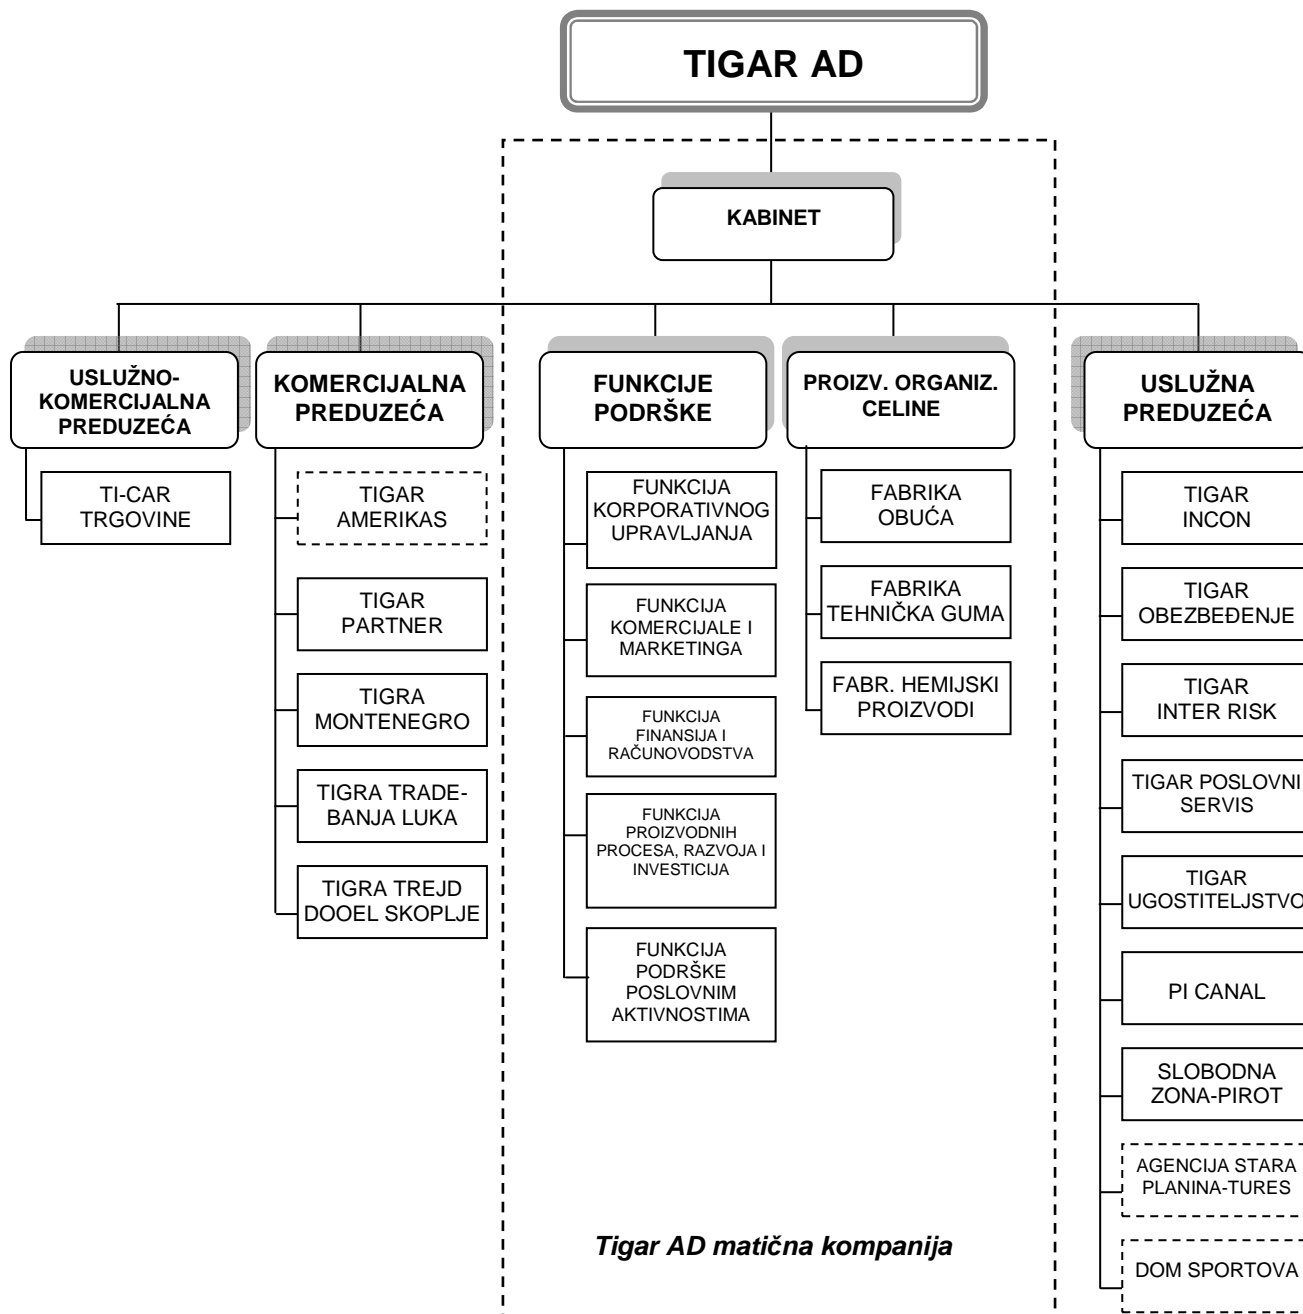 TIGAR AD
KABINET
USLUŽNO-
KOMERCIJALNA
PREDUZEĆA
TI-CAR
TRGOVINE
KOMERCIJALNA
PREDUZEĆA
TIGAR
AMERIKAS
TIGAR
PARTNER
TIGRA
MONTENEGRO
TIGRA TRADE-
BANJA LUKA
TIGRA TREJD
DOOEL SKOPLJE
FUNKCIJE
PODRŠKE
FUNKCIJA
KORPORATIVNOG
UPRAVLJANJA
FUNKCIJA
KOMERCIJALE I
MARKETINGA
FUNKCIJA
FINANSIJA I
RAČUNOVODSTVA
FUNKCIJA
PROIZVODNIH
PROCESA, RAZVOJA I
INVESTICIJA
FUNKCIJA
PODRŠKE
POSLOVNIM
AKTIVNOSTIMA
PROIZV. ORGANIZ.
CELINE
FABRIKA
OBUĆA
FABRIKA
TEHNIČKA GUMA
FABR. HEMIJSKI
PROIZVODI
USLUŽNA
PREDUZEĆA
TIGAR
INCON
TIGAR
OBEZBEĐENJE
TIGAR
INTER RISK
TIGAR POSLOVNI
SERVIS
TIGAR
UGOSTITELJSTVO
PI CANAL
SLOBODNA
ZONA-PIROT
AGENCIJA STARA
PLANINA-TURES
DOM SPORTOVA
Tigar AD matična kompanija